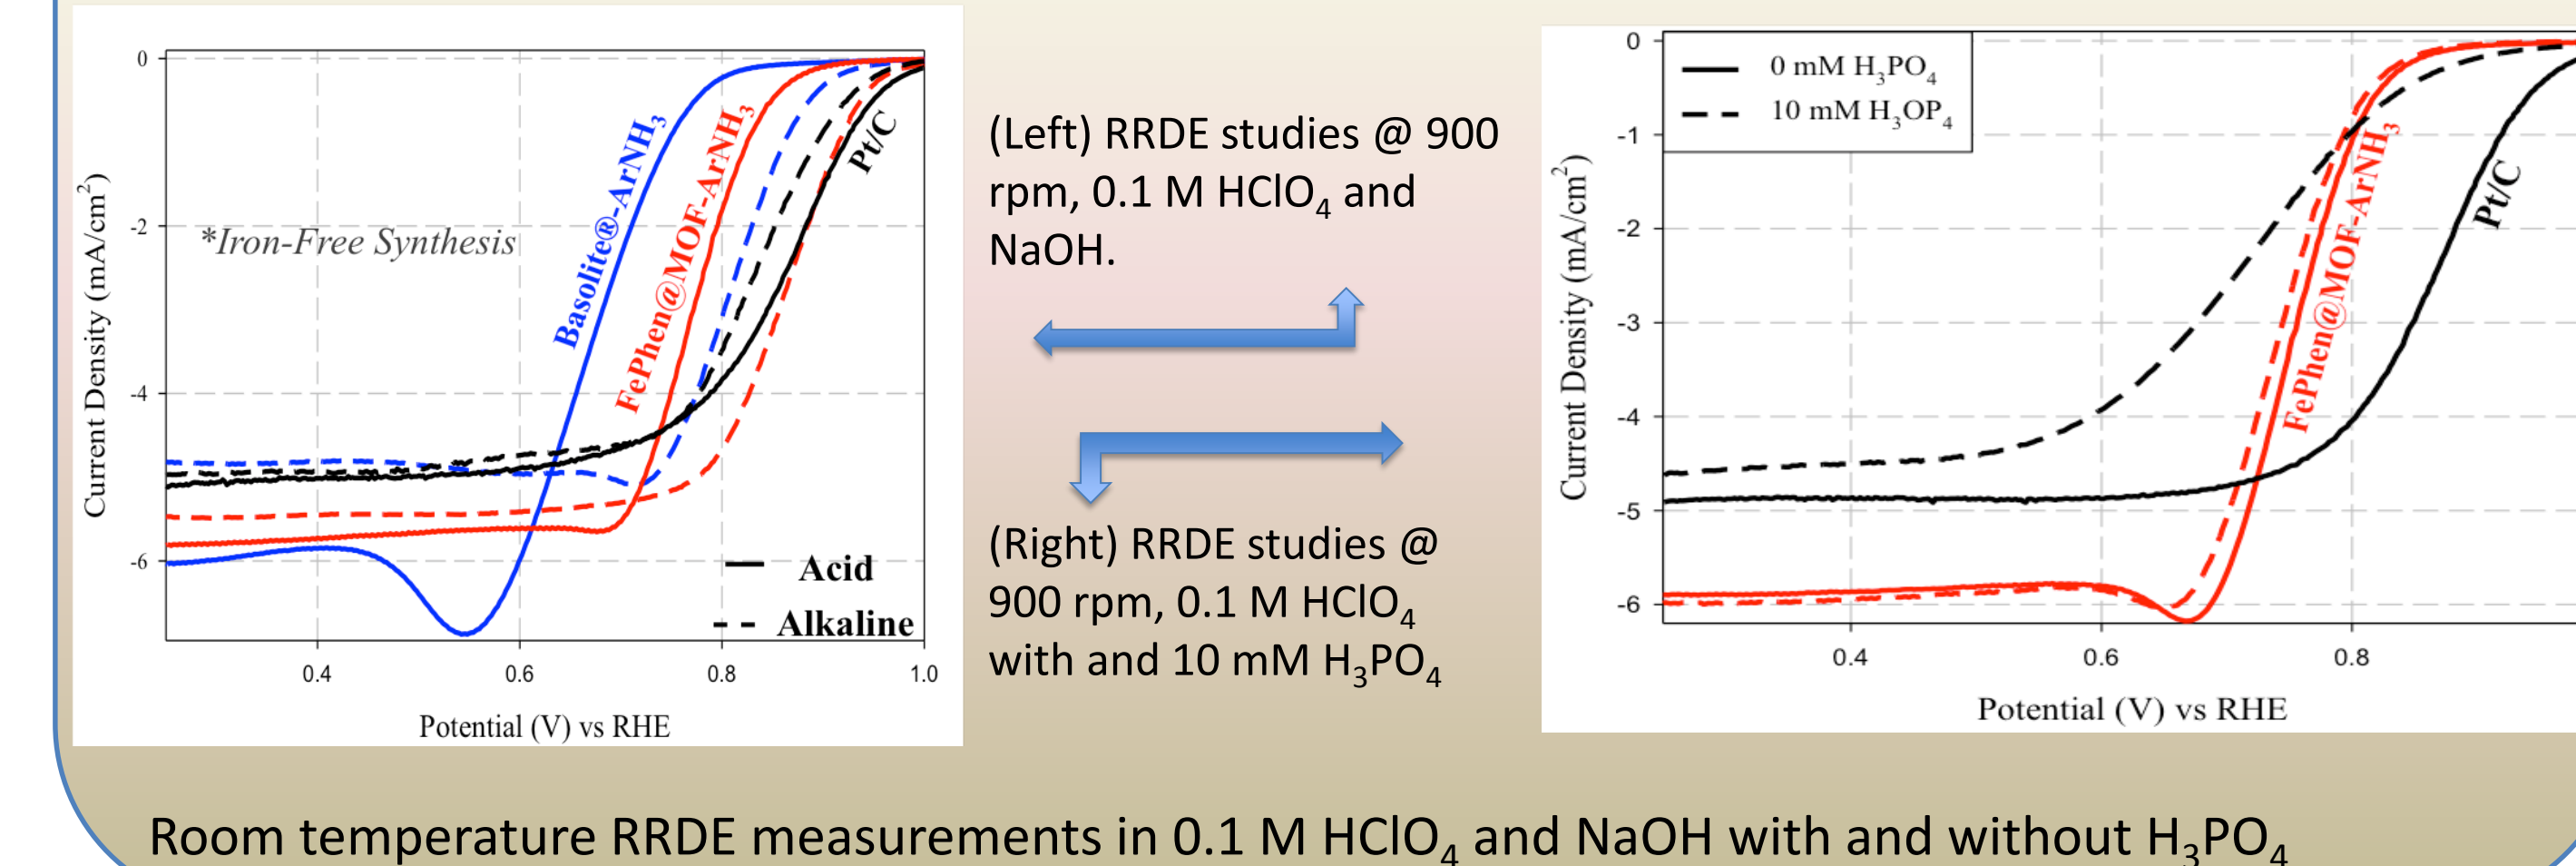 0
-2
-4
-6
Current Density (mA/cm²)
*Iron-Free Synthesis
Basolite®-ArNH₃
FePhen@MOF-ArNH₃
Pt/C
Acid
Alkaline
0.4 0.6 0.8 1.0
Potential (V) vs RHE
(Left) RRDE studies @ 900
rpm, 0.1 M HClO₄ and
NaOH.
(Right) RRDE studies @
900 rpm, 0.1 M HClO₄
with and 10 mM H₃PO₄
0
-1
-2
-3
-4
-5
-6
Current Density (mA/cm²)
0 mM H₃PO₄
10 mM H₃OP₄
FePhen@MOF-ArNH₃
Pt/C
0.4 0.6 0.8
Potential (V) vs RHE
Room temperature RRDE measurements in 0.1 M HClO₄ and NaOH with and without H₃PO₄